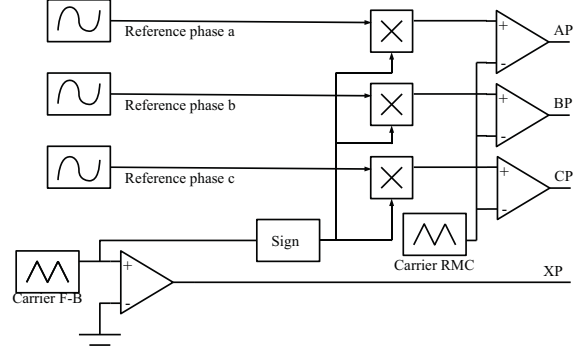 Reference phase a
AP
Reference phase b
BP
Reference phase c
CP
Sign
Carrier RMC
Carrier F-B
XP
+
-
+
-
+
-
+
-